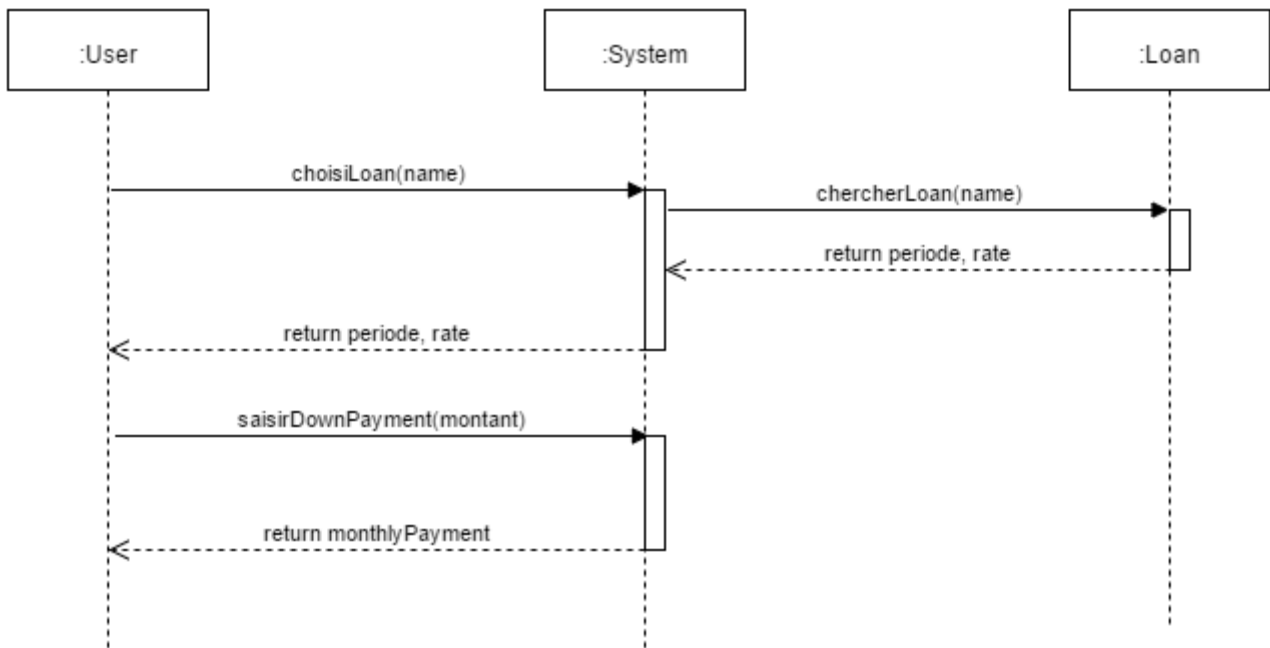 :User
:System
:Loan
choisiLoan(name)
chercherLoan(name)
return periode, rate
return periode, rate
saisirDownPayment(montant)
return monthlyPayment